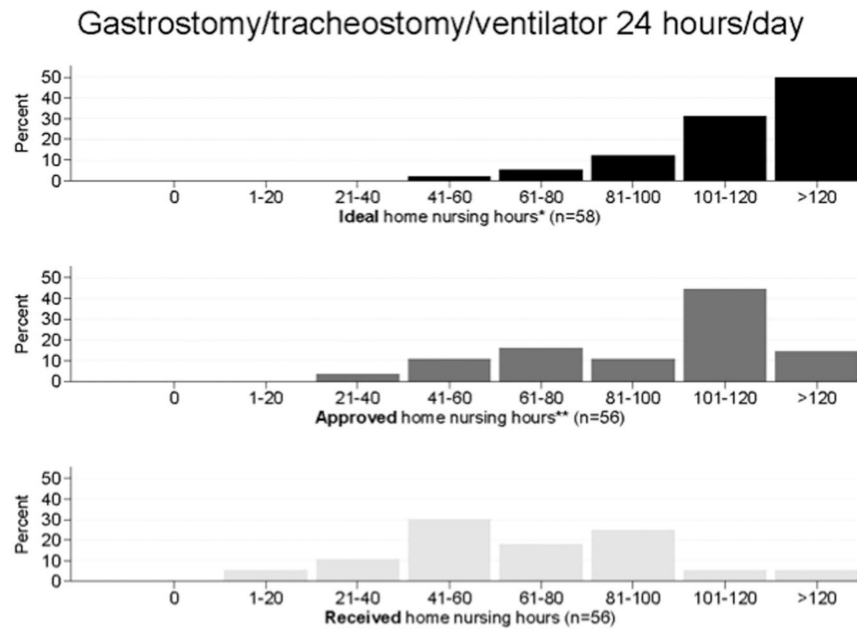 Gastrostomy/tracheostomy/ventilator 24 hours/day
Percent
50
40
30
20
10
0
0 1-20 21-40 41-60 61-80 81-100 101-120 >120
Ideal home nursing hours* (n=58)
Percent
50
40
30
20
10
0
0 1-20 21-40 41-60 61-80 81-100 101-120 >120
Approved home nursing hours** (n=56)
Percent
50
40
30
20
10
0
0 1-20 21-40 41-60 61-80 81-100 101-120 >120
Received home nursing hours (n=56)